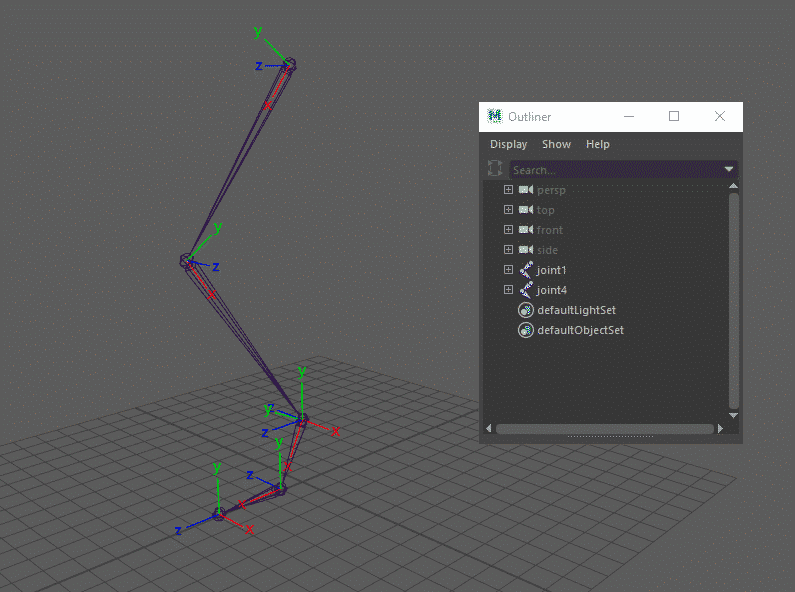 y
z
x
y
z
x
y
z
y
z
x
y
z
x
x
y
z
x
Outliner
Display Show Help
Search...
persp
top
front
side
joint1
joint4
defaultLightSet
defaultObjectSet